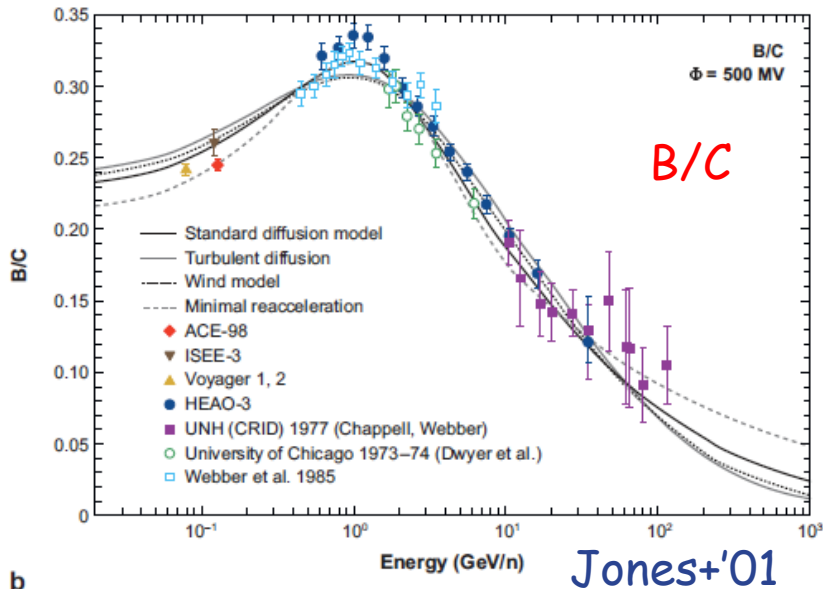 B/C
Φ = 500 MV
B/C
B/C
0.35
0.30
0.25
0.20
0.15
0.10
0.05
0
Standard diffusion model
Turbulent diffusion
Wind model
Minimal reacceleration
ACE-98
ISEE-3
Voyager 1, 2
HEAO-3
UNH (CRID) 1977 (Chappell, Webber)
University of Chicago 1973–74 (Dwyer et al.)
Webber et al. 1985
10⁻¹ 10⁰ 10¹ 10² 10³
Energy (GeV/n)
Jones+'01
b